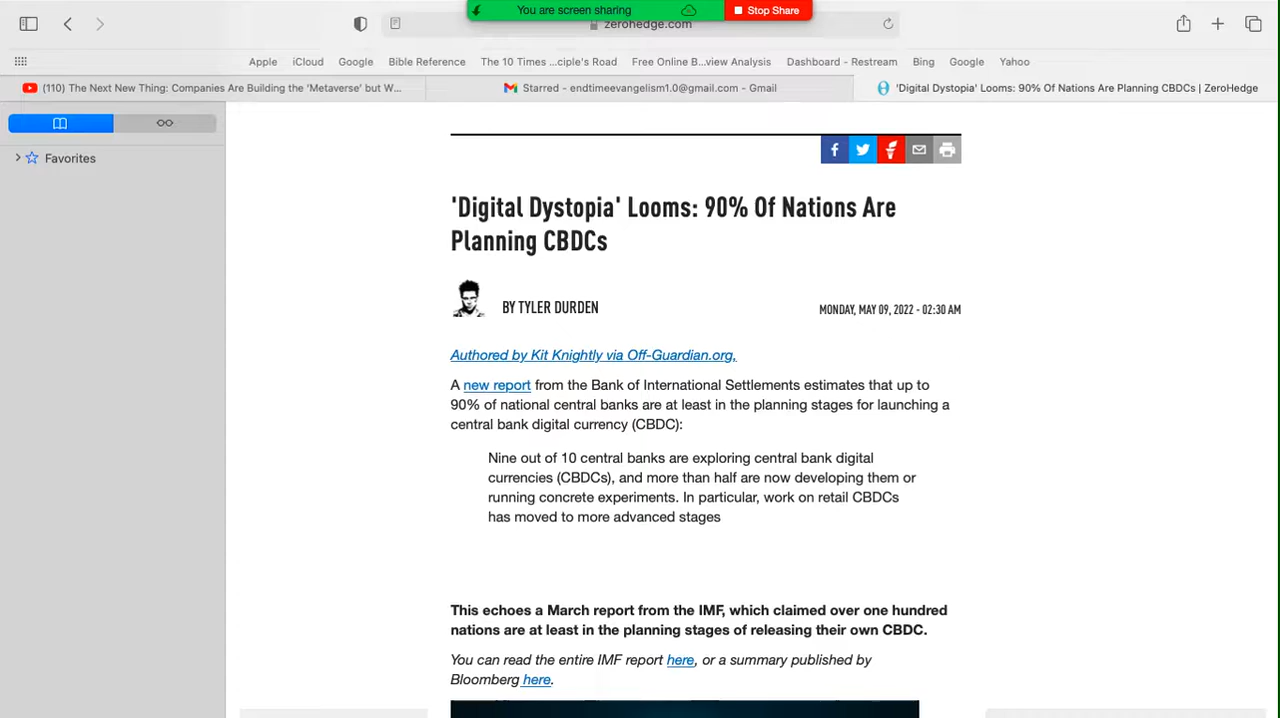 You are screen sharing
Stop Share
zerohedge.com
Apple iCloud Google Bible Reference The 10 Times ...ciple's Road Free Online B...view Analysis Dashboard - Restream Bing Google Yahoo
(110) The Next New Thing: Companies Are Building the 'Metaverse' but W...
Starred - endtimeevangelism1.0@gmail.com - Gmail
'Digital Dystopia' Looms: 90% Of Nations Are Planning CBDCs | ZeroHedge
Favorites
'Digital Dystopia' Looms: 90% Of Nations Are
Planning CBDCs
BY TYLER DURDEN
MONDAY, MAY 09, 2022 - 02:30 AM
Authored by Kit Knightly via Off-Guardian.org,
A new report from the Bank of International Settlements estimates that up to
90% of national central banks are at least in the planning stages for launching a
central bank digital currency (CBDC):
Nine out of 10 central banks are exploring central bank digital
currencies (CBDCs), and more than half are now developing them or
running concrete experiments. In particular, work on retail CBDCs
has moved to more advanced stages
This echoes a March report from the IMF, which claimed over one hundred
nations are at least in the planning stages of releasing their own CBDC.
You can read the entire IMF report here, or a summary published by
Bloomberg here.